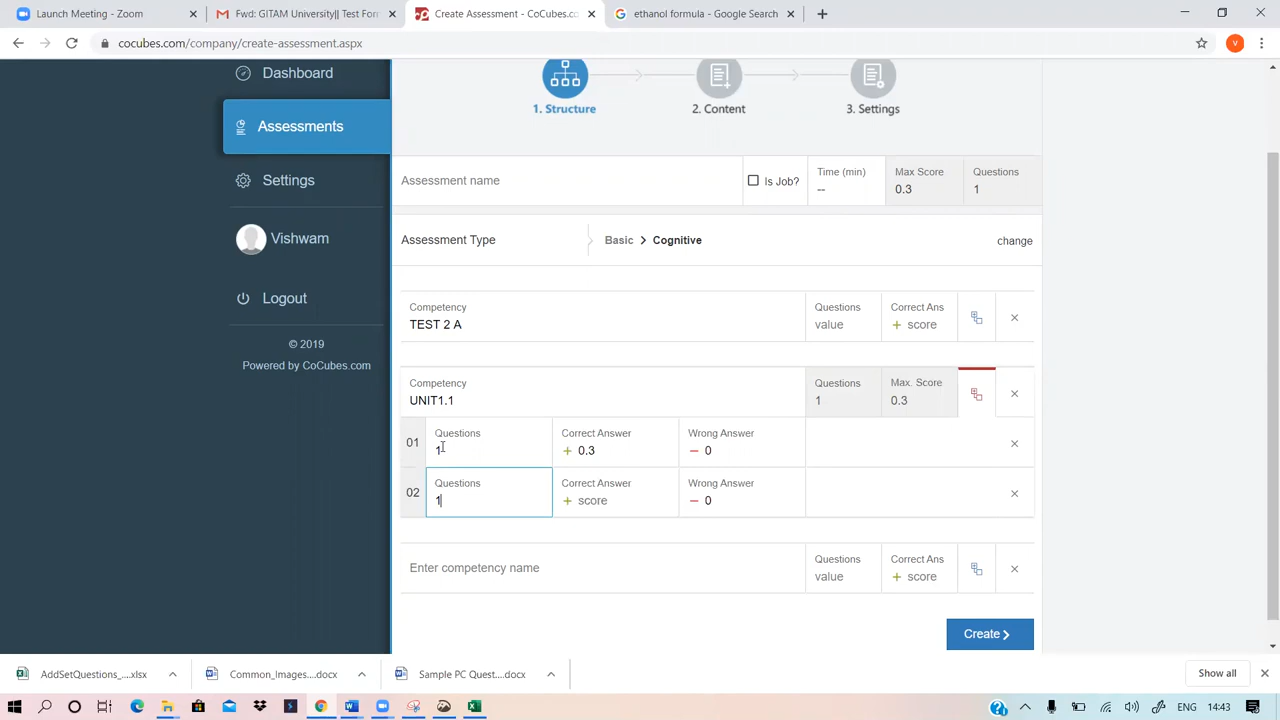 Launch Meeting - Zoom
Fwd: GITAM University|| Test For
Create Assessment - CoCubes.co
ethanol formula - Google Search
cocubes.com/company/create-assessment.aspx
V
Dashboard
Assessments
Settings
Vishwam
Logout
© 2019
Powered by CoCubes.com
1. Structure
2. Content
3. Settings
Assessment name
Is Job?
Time (min)
--
Max Score
0.3
Questions
1
Assessment Type
Basic > Cognitive
change
Competency
TEST 2 A
Questions
value
Correct Ans
+ score
Competency
UNIT1.1
Questions
1
Max. Score
0.3
01
Questions
1
Correct Answer
+ 0.3
Wrong Answer
- 0
02
Questions
1
Correct Answer
+ score
Wrong Answer
- 0
Enter competency name
Questions
value
Correct Ans
+ score
Create
AddSetQuestions_....xlsx
Common_Images....docx
Sample PC Quest....docx
Show all
ENG
14:43